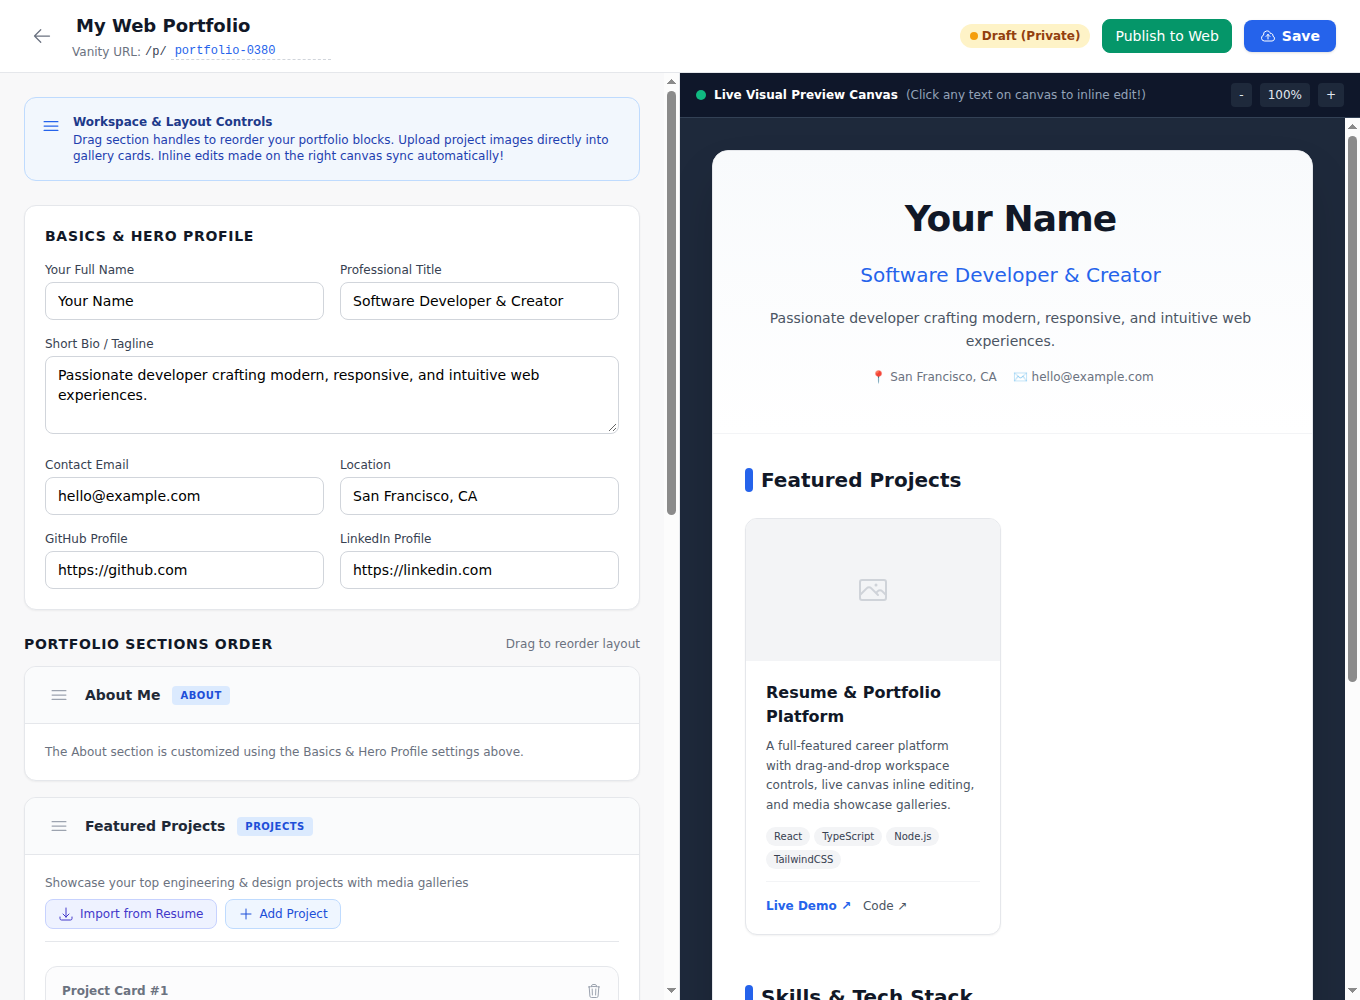 My Web Portfolio
Vanity URL: /p/ portfolio-0380
Draft (Private)
Publish to Web
Save
Workspace & Layout Controls
Drag section handles to reorder your portfolio blocks. Upload project images directly into
gallery cards. Inline edits made on the right canvas sync automatically!
BASICS & HERO PROFILE
Your Full Name
Professional Title
Your Name
Software Developer & Creator
Short Bio / Tagline
Passionate developer crafting modern, responsive, and intuitive web
experiences.
Contact Email
Location
hello@example.com
San Francisco, CA
GitHub Profile
LinkedIn Profile
https://github.com
https://linkedin.com
PORTFOLIO SECTIONS ORDER
Drag to reorder layout
About Me
ABOUT
The About section is customized using the Basics & Hero Profile settings above.
Featured Projects
PROJECTS
Showcase your top engineering & design projects with media galleries
Import from Resume
Add Project
Project Card #1
Live Visual Preview Canvas (Click any text on canvas to inline edit!)
- 100% +
Your Name
Software Developer & Creator
Passionate developer crafting modern, responsive, and intuitive web
experiences.
📍 San Francisco, CA ✉️ hello@example.com
Featured Projects
Resume & Portfolio
Platform
A full-featured career platform
with drag-and-drop workspace
controls, live canvas inline editing,
and media showcase galleries.
React TypeScript Node.js
TailwindCSS
Live Demo ↗ Code ↗
Skills & Tech Stack